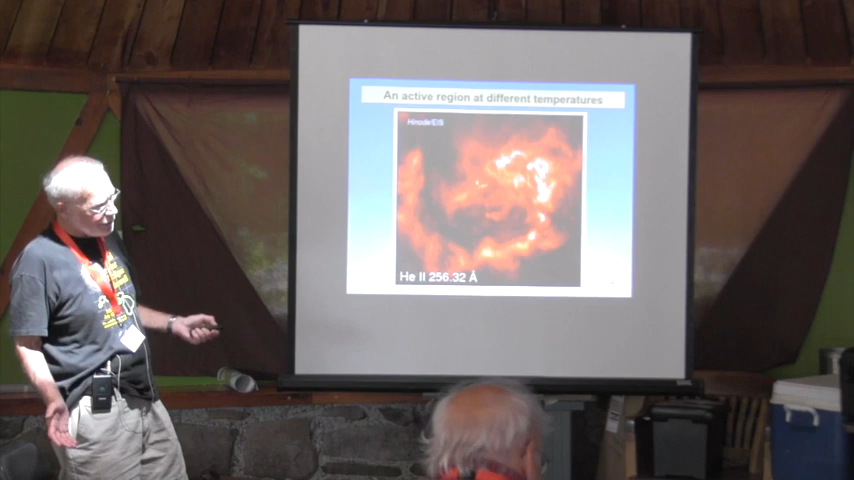 An active region at different temperatures
Hinode/EIS
He II 256.32 Å